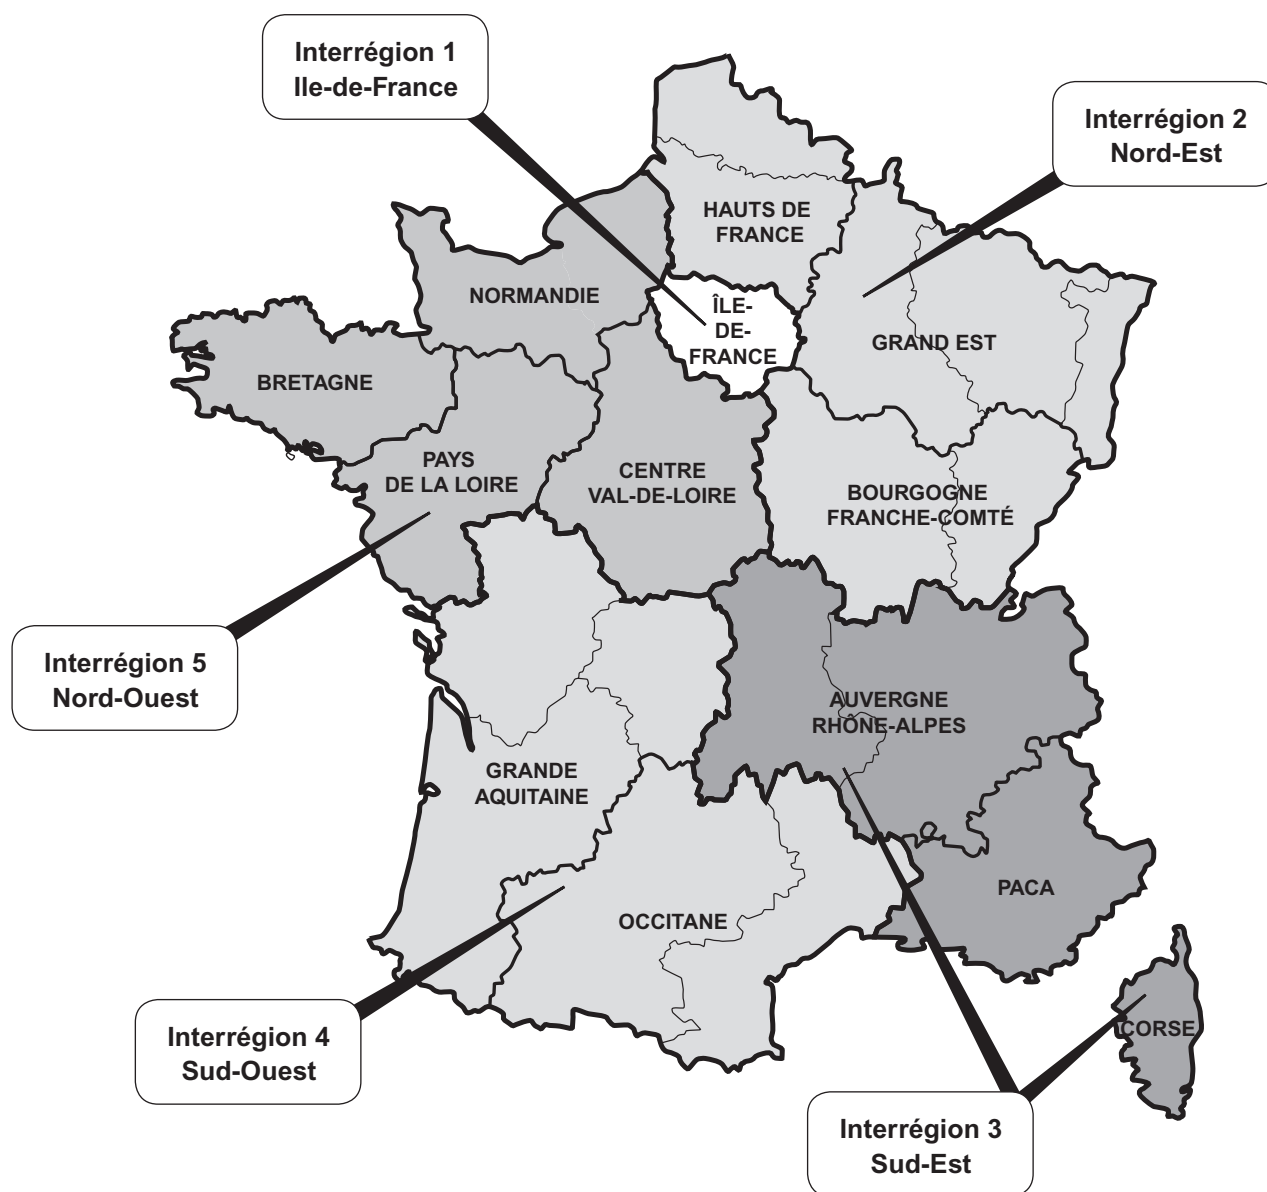 Interrégion 1
Ile-de-France
Interrégion 2
Nord-Est
HAUTS DE
FRANCE
NORMANDIE
ÎLE-
DE-
FRANCE
GRAND EST
BRETAGNE
PAYS
DE LA LOIRE
CENTRE
VAL-DE-LOIRE
BOURGOGNE
FRANCHE-COMTÉ
Interrégion 5
Nord-Ouest
AUVERGNE
RHÔNE-ALPES
GRANDE
AQUITAINE
PACA
OCCITANE
Interrégion 4
Sud-Ouest
CORSE
Interrégion 3
Sud-Est